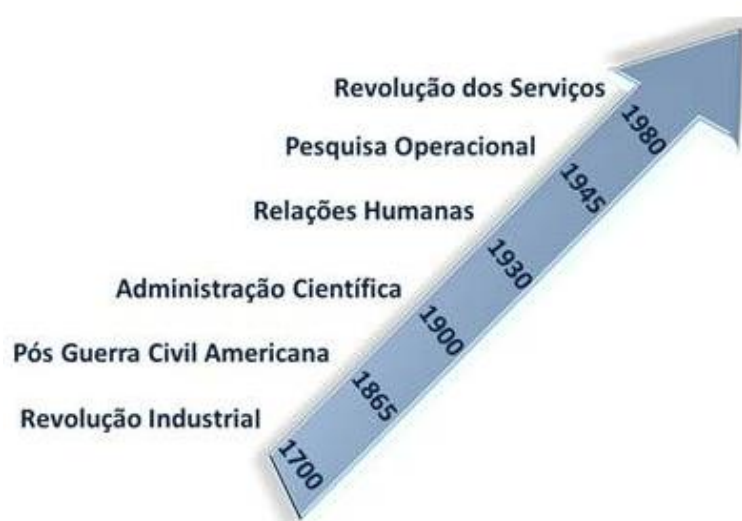 Revolução dos Serviços
1980
Pesquisa Operacional
1945
Relações Humanas
1930
Administração Científica
1900
Pós Guerra Civil Americana
1865
Revolução Industrial
1700